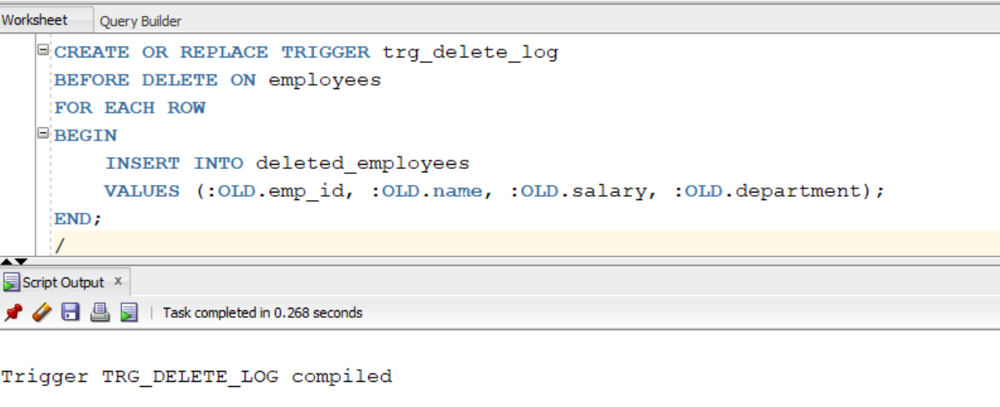 Worksheet Query Builder
CREATE OR REPLACE TRIGGER trg_delete_log
BEFORE DELETE ON employees
FOR EACH ROW
BEGIN
    INSERT INTO deleted_employees
    VALUES (:OLD.emp_id, :OLD.name, :OLD.salary, :OLD.department);
END;
/
Script Output x
Task completed in 0.268 seconds
Trigger TRG_DELETE_LOG compiled